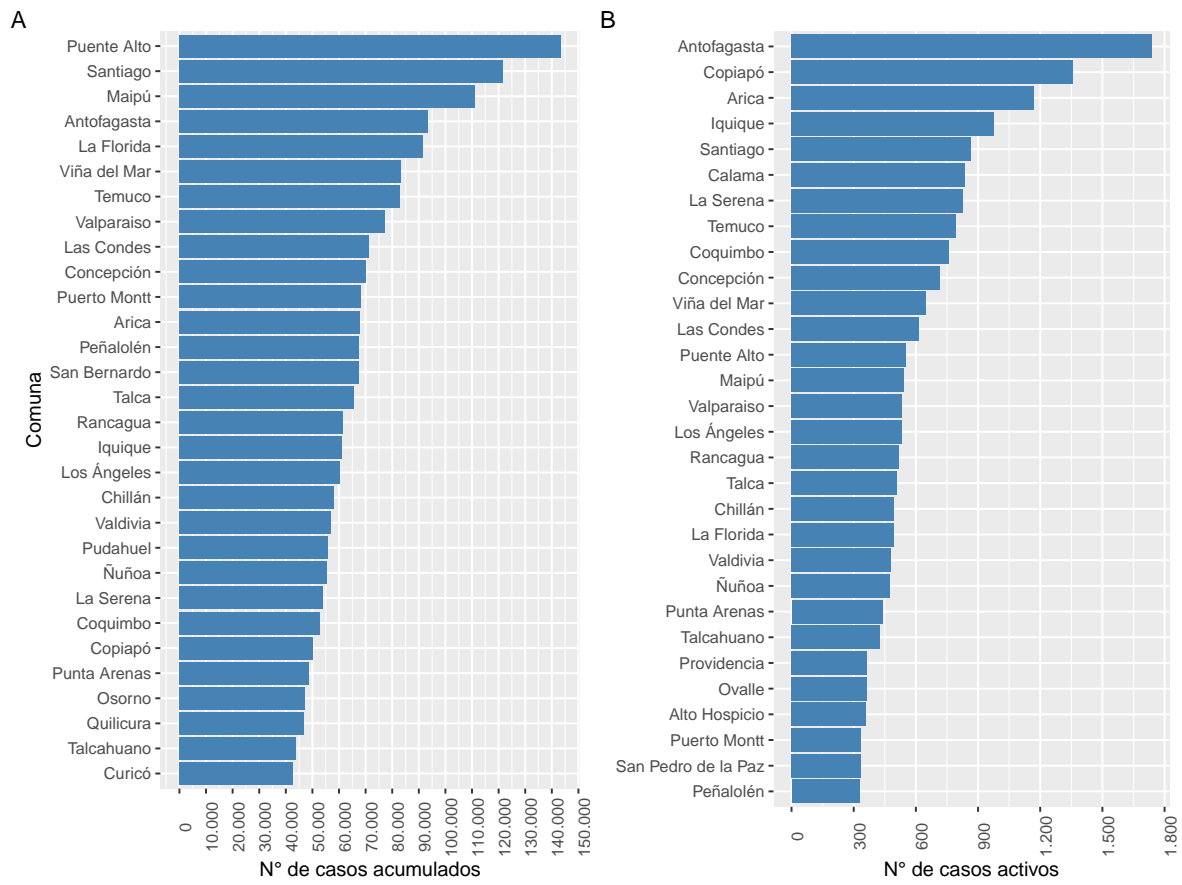 A
Puente Alto
Santiago
Maipú
Antofagasta
La Florida
Viña del Mar
Temuco
Valparaiso
Las Condes
Concepción
Puerto Montt
Arica
Peñalolén
San Bernardo
Talca
Rancagua
Iquique
Los Ángeles
Chillán
Valdivia
Pudahuel
Ñuñoa
La Serena
Coquimbo
Copiapó
Punta Arenas
Osorno
Quilicura
Talcahuano
Curicó
Comuna
0
10.000
20.000
30.000
40.000
50.000
60.000
70.000
80.000
90.000
100.000
110.000
120.000
130.000
140.000
150.000
N° de casos acumulados
B
Antofagasta
Copiapó
Arica
Iquique
Santiago
Calama
La Serena
Temuco
Coquimbo
Concepción
Viña del Mar
Las Condes
Puente Alto
Maipú
Valparaiso
Los Ángeles
Rancagua
Talca
Chillán
La Florida
Valdivia
Ñuñoa
Punta Arenas
Talcahuano
Providencia
Ovalle
Alto Hospicio
Puerto Montt
San Pedro de la Paz
Peñalolén
0
300
600
900
1.200
1.500
1.800
N° de casos activos